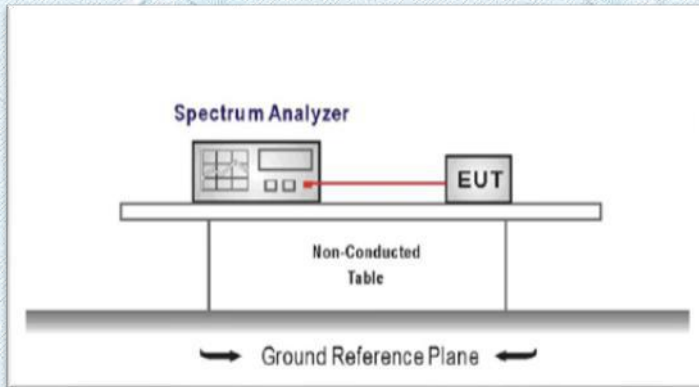 Spectrum Analyzer
EUT
Non-Conducted
Table
Ground Reference Plane